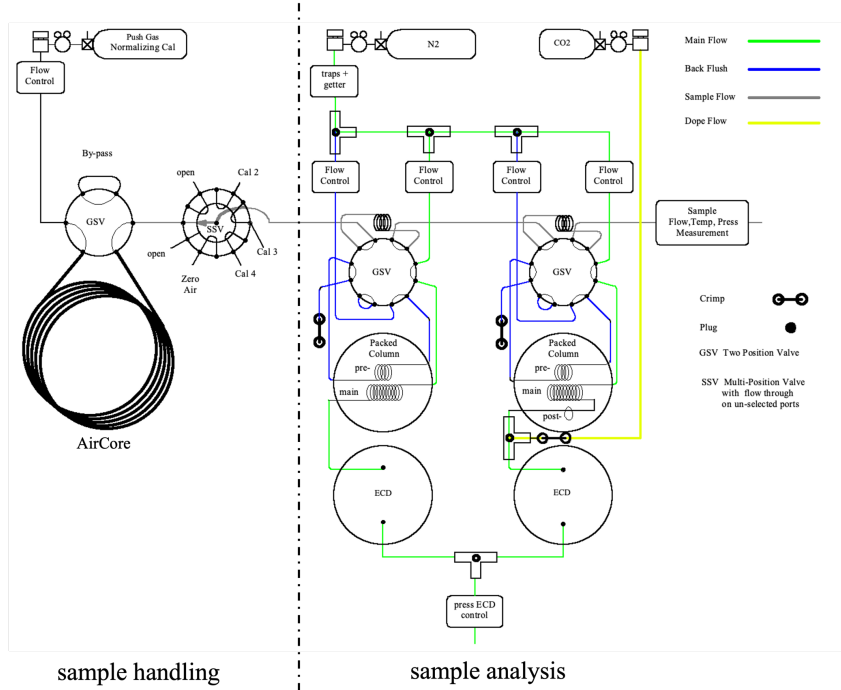 Push Gas
Normalizing Cal
Flow
Control
By-pass
GSV
open
Cal 2
SSV
Cal 3
open
Zero
Air
Cal 4
AirCore
sample handling
N2
CO2
traps +
getter
Flow
Control
Flow
Control
Flow
Control
Flow
Control
GSV
GSV
Packed
Column
pre-
main
Packed
Column
pre-
main
post-
ECD
ECD
press ECD
control
sample analysis
Main Flow
Back Flush
Sample Flow
Dope Flow
Sample
Flow,Temp, Press
Measurement
Crimp
Plug
GSV Two Position Valve
SSV Multi-Position Valve
with flow through
on un-selected ports